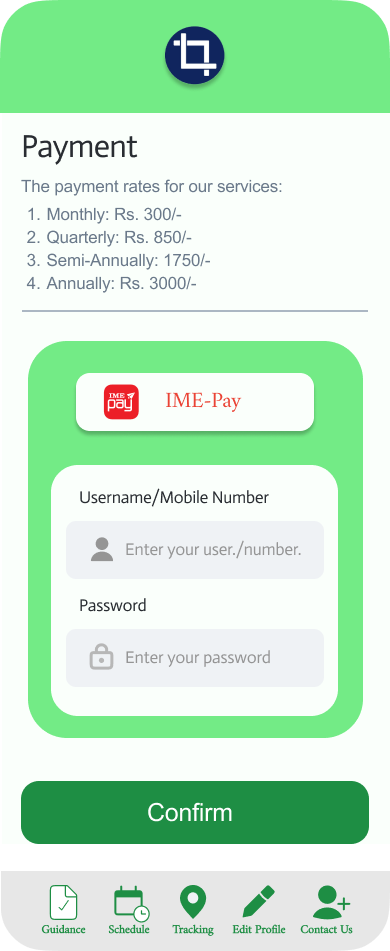 Payment
The payment rates for our services:
1. Monthly: Rs. 300/-
2. Quarterly: Rs. 850/-
3. Semi-Annually: 1750/-
4. Annually: Rs. 3000/-
IME pay IME-Pay
Username/Mobile Number
Enter your user./number.
Password
Enter your password
Confirm
Guidance Schedule Tracking Edit Profile Contact Us